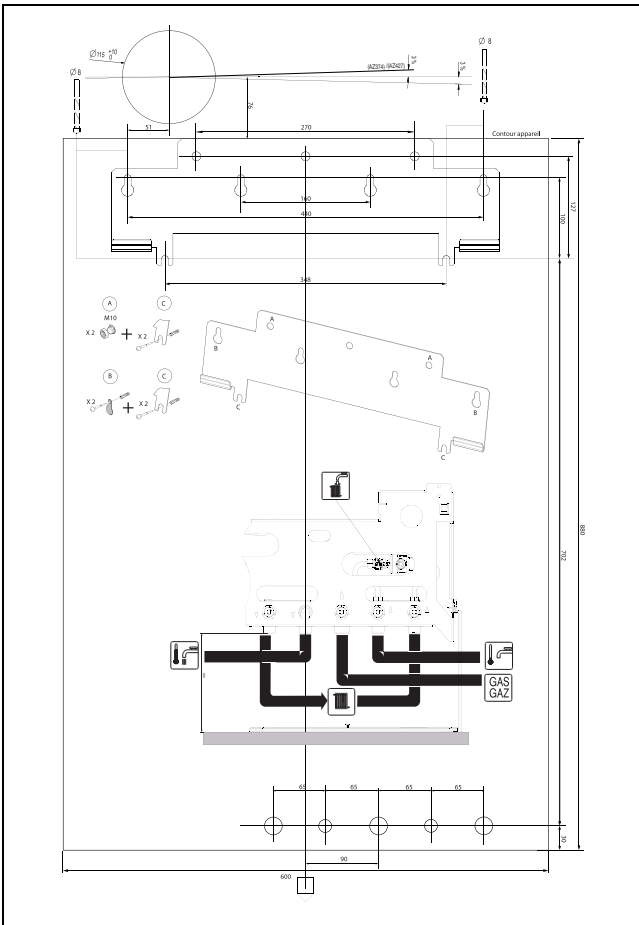 Ø115 +10 0
3 %
(AZ374) /(AZ427)
3 %
Ø 8
Ø 8
76
51
270
Contour appareil
160
440
127
100
348
A
C
M10
X 2
+
X 2
B
C
X 2
+
X 2
A
A
B
B
C
C
880
702
GAS
GAZ
65
65
65
65
30
90
600